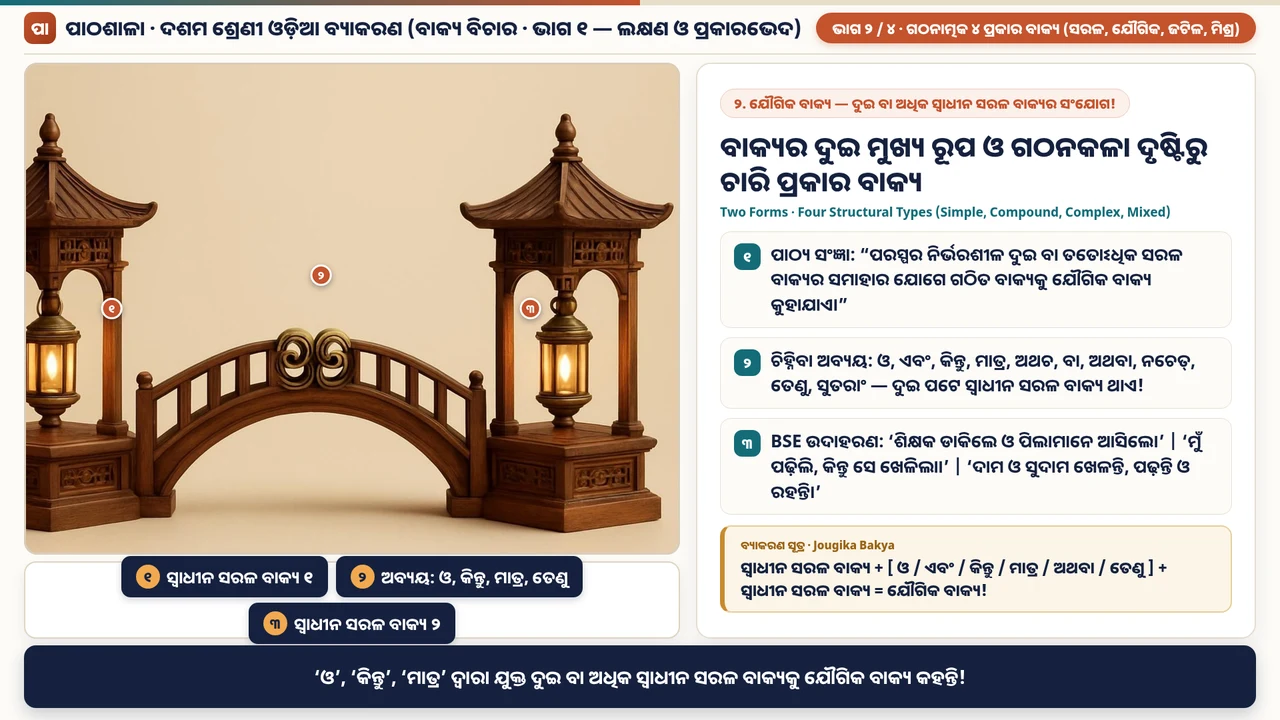 ପା
ପାଠଶାଳା · ଦଶମ ଶ୍ରେଣୀ ଓଡ଼ିଆ ବ୍ୟାକରଣ (ବାକ୍ୟ ବିଚାର · ଭାଗ ୧ — ଲକ୍ଷଣ ଓ ପ୍ରକାରଭେଦ)
ଭାଗ ୨ / ୪ · ଗଠନାତ୍ମକ ୪ ପ୍ରକାର ବାକ୍ୟ (ସରଳ, ଯୌଗିକ, ଜଟିଳ, ମିଶ୍ର)
୧
୨
୩
୧ ସ୍ୱାଧୀନ ସରଳ ବାକ୍ୟ ୧
୨ ଅବ୍ୟୟ: ଓ, କିନ୍ତୁ, ମାତ୍ର, ତେଣୁ
୩ ସ୍ୱାଧୀନ ସରଳ ବାକ୍ୟ ୨
୨. ଯୌଗିକ ବାକ୍ୟ — ଦୁଇ ବା ଅଧିକ ସ୍ୱାଧୀନ ସରଳ ବାକ୍ୟର ସଂଯୋଗ!
ବାକ୍ୟର ଦୁଇ ମୁଖ୍ୟ ରୂପ ଓ ଗଠନକଳା ଦୃଷ୍ଟିରୁ
ଚାରି ପ୍ରକାର ବାକ୍ୟ
Two Forms · Four Structural Types (Simple, Compound, Complex, Mixed)
୧ ପାଠ୍ୟ ସଂଜ୍ଞା: “ପରସ୍ପର ନିର୍ଭରଶୀଳ ଦୁଇ ବା ତତୋଽଧିକ ସରଳ
ବାକ୍ୟର ସମାହାର ଯୋଗେ ଗଠିତ ବାକ୍ୟକୁ ଯୌଗିକ ବାକ୍ୟ
କୁହାଯାଏ।”
୨ ଚିହ୍ନିବା ଅବ୍ୟୟ: ଓ, ଏବଂ, କିନ୍ତୁ, ମାତ୍ର, ଅଥଚ, ବା, ଅଥବା, ନଚେତ୍,
ତେଣୁ, ସୁତରାଂ — ଦୁଇ ପଟେ ସ୍ୱାଧୀନ ସରଳ ବାକ୍ୟ ଥାଏ!
୩ BSE ଉଦାହରଣ: ‘ଶିକ୍ଷକ ଡାକିଲେ ଓ ପିଲାମାନେ ଆସିଲେ।’ | ‘ମୁଁ
ପଢ଼ିଲି, କିନ୍ତୁ ସେ ଖେଳିଲା।’ | ‘ଦାମ ଓ ସୁଦାମ ଖେଳନ୍ତି, ପଢ଼ନ୍ତି ଓ
ରହନ୍ତି।’
ବ୍ୟାକରଣ ସୂତ୍ର · Jougika Bakya
ସ୍ୱାଧୀନ ସରଳ ବାକ୍ୟ + [ ଓ / ଏବଂ / କିନ୍ତୁ / ମାତ୍ର / ଅଥବା / ତେଣୁ ] +
ସ୍ୱାଧୀନ ସରଳ ବାକ୍ୟ = ଯୌଗିକ ବାକ୍ୟ!
‘ଓ’, ‘କିନ୍ତୁ’, ‘ମାତ୍ର’ ଦ୍ୱାରା ଯୁକ୍ତ ଦୁଇ ବା ଅଧିକ ସ୍ୱାଧୀନ ସରଳ ବାକ୍ୟକୁ ଯୌଗିକ ବାକ୍ୟ କହନ୍ତି!